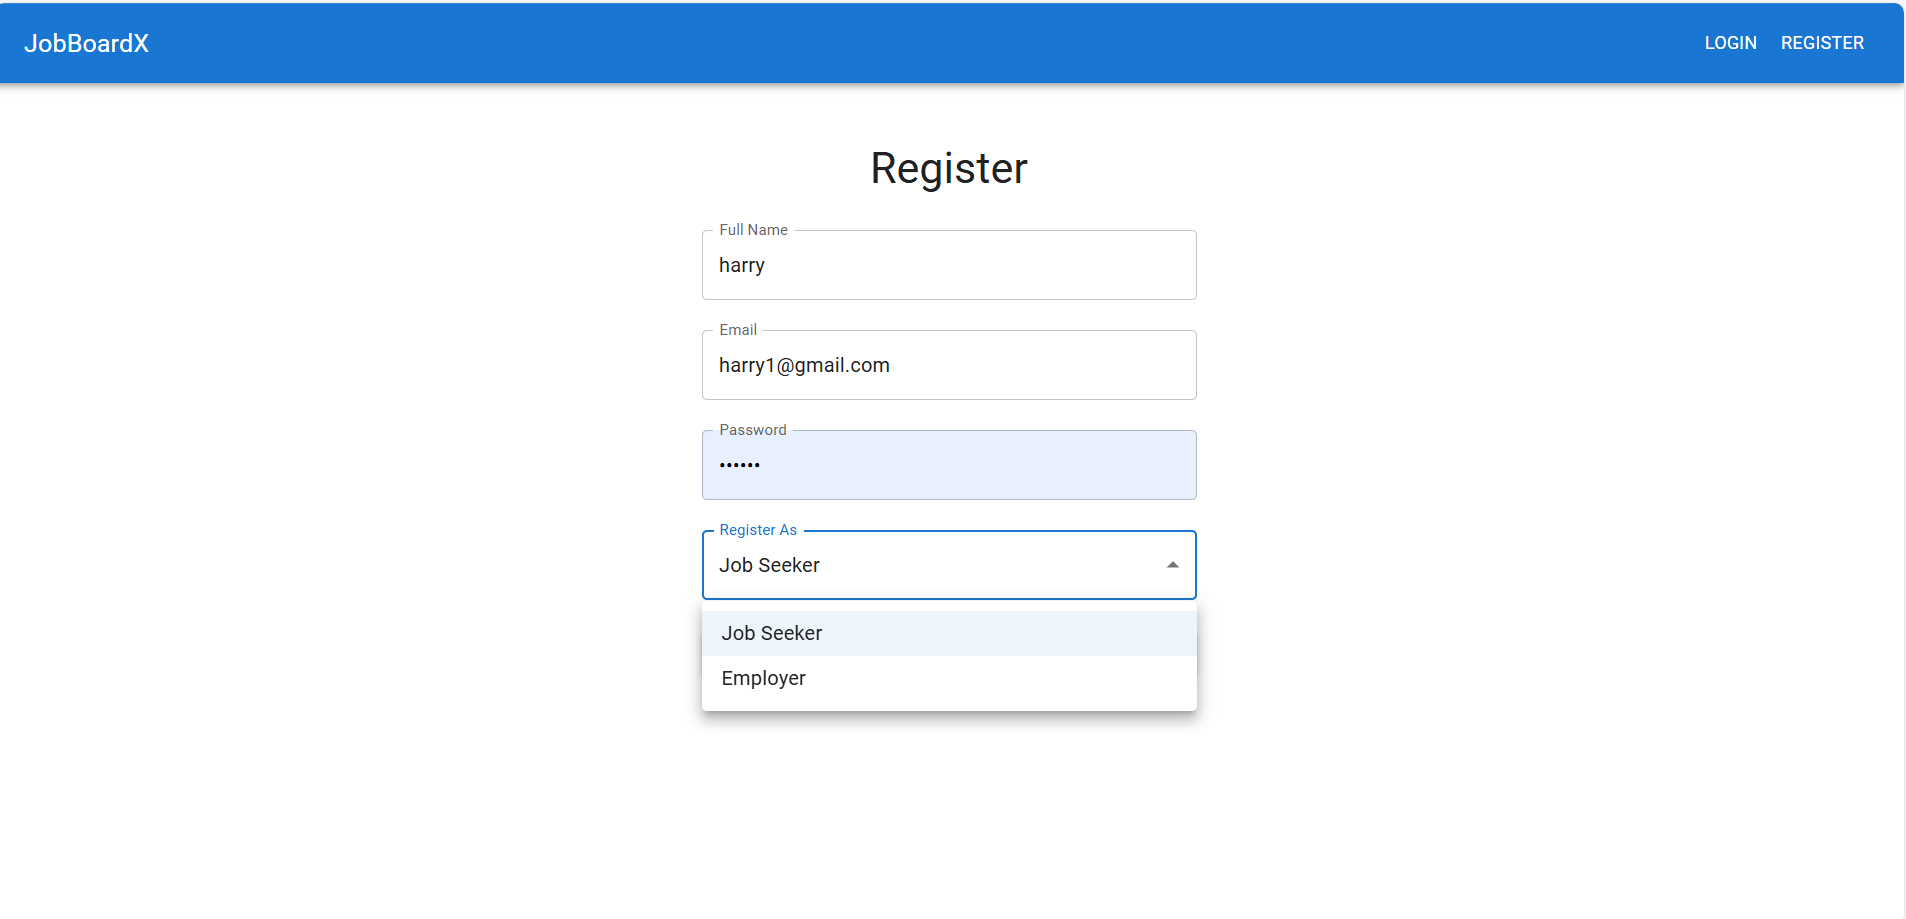 JobBoardX LOGIN REGISTER
Register
Full Name
harry
Email
harry1@gmail.com
Password
••••••
Register As
Job Seeker
Job Seeker
Employer